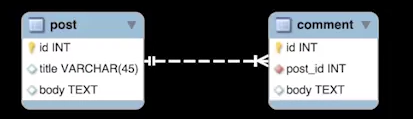 post
id INT
title VARCHAR(45)
body TEXT
comment
id INT
post_id INT
body TEXT